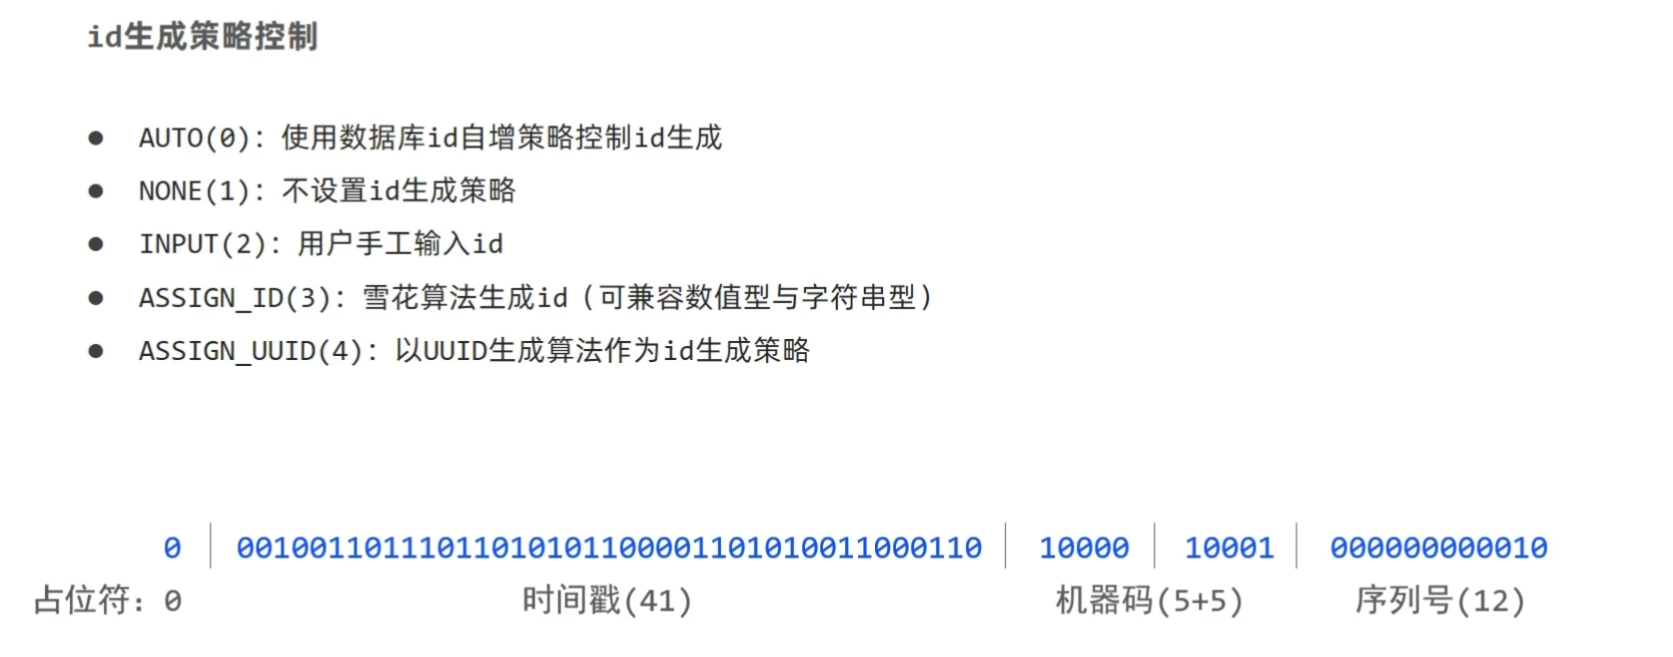 id生成策略控制
● AUTO(0): 使用数据库id自增策略控制id生成
● NONE(1): 不设置id生成策略
● INPUT(2): 用户手工输入id
● ASSIGN_ID(3): 雪花算法生成id（可兼容数值型与字符串型）
● ASSIGN_UUID(4): 以UUID生成算法作为id生成策略
0 | 00100110111011010101100001101010011000110 | 10000 | 10001 | 000000000010
占位符: 0 时间戳(41) 机器码(5+5) 序列号(12)